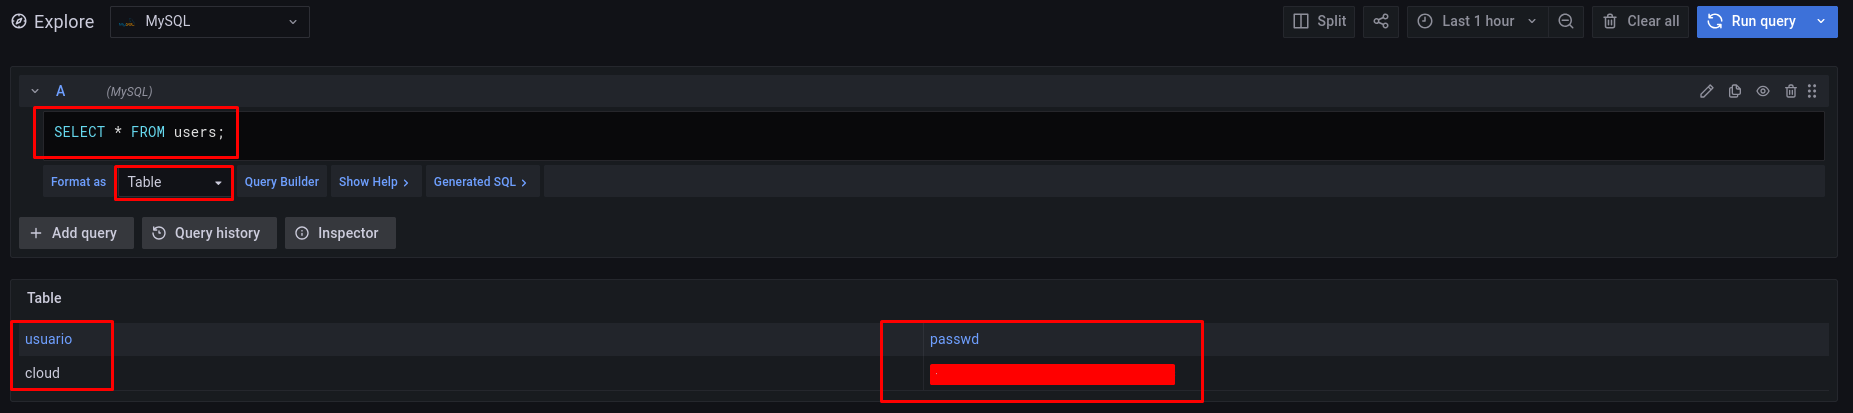 Explore MySQL Split Last 1 hour Clear all Run query
A (MySQL)
SELECT * FROM users;
Format as Table Query Builder Show Help > Generated SQL >
+ Add query Query history Inspector
Table
usuario passwd
cloud